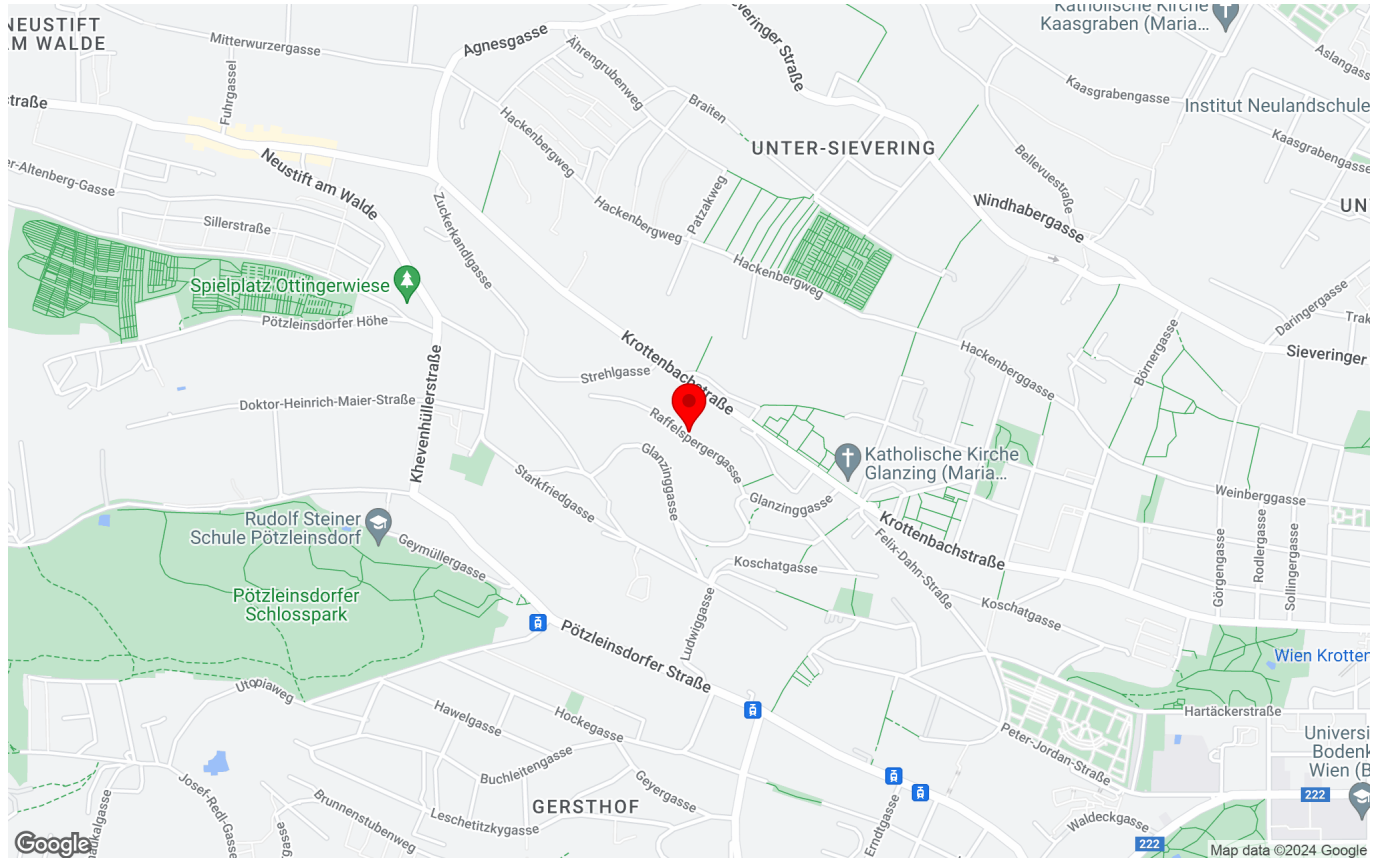 NEUSTIFT
AM WALDE
Mitterwurzergasse
Agnesgasse
Ährengrubenweg
Sieveringer Straße
Katholische Kirche
Kaasgraben (Maria...
Aslangasse
Kaasgrabengasse
Institut Neulandschule
Kaasgrabengasse
Fuhrgassel
straße
Hackenbergweg
Braiten
UNTER-SIEVERING
Bellevuestraße
Neustift am Walde
er-Altenberg-Gasse
Sillerstraße
Zuckerkandlgasse
Hackenbergweg
Patzakweg
Windhabergasse
UN
Spielplatz Ottingerwiese
Hackenbergweg
Daringergasse
Trak
Pötzleinsdorfer Höhe
Krottenbachstraße
Hackenberggasse
Börnergasse
Sieveringer
Khevenhüllerstraße
Strehlgasse
Doktor-Heinrich-Maier-Straße
Raffelspergergasse
Glanzinggasse
Katholische Kirche
Glanzing (Maria...
Starkfriedgasse
Glanzinggasse
Weinberggasse
Rudolf Steiner
Schule Pötzleinsdorf
Geymüllergasse
Krottenbachstraße
Felix-Dahn-Straße
Görgengasse
Rodlergasse
Sollingergasse
Koschatgasse
Pötzleinsdorfer
Schlosspark
Koschatgasse
Ludwiggasse
Pötzleinsdorfer Straße
Wien Krotten
Utopiaweg
Hawelgasse
Hockegasse
Hartäckerstraße
Peter-Jordan-Straße
Universi
Bodenk
Wien (B
Buchleitengasse
Geyergasse
Josef-Redl-Gasse
GERSTHOF
222
Brunnenstubenweg
Leschetitzkygasse
Erndtgasse
Waldeckgasse
222
Google
Map data ©2024 Google